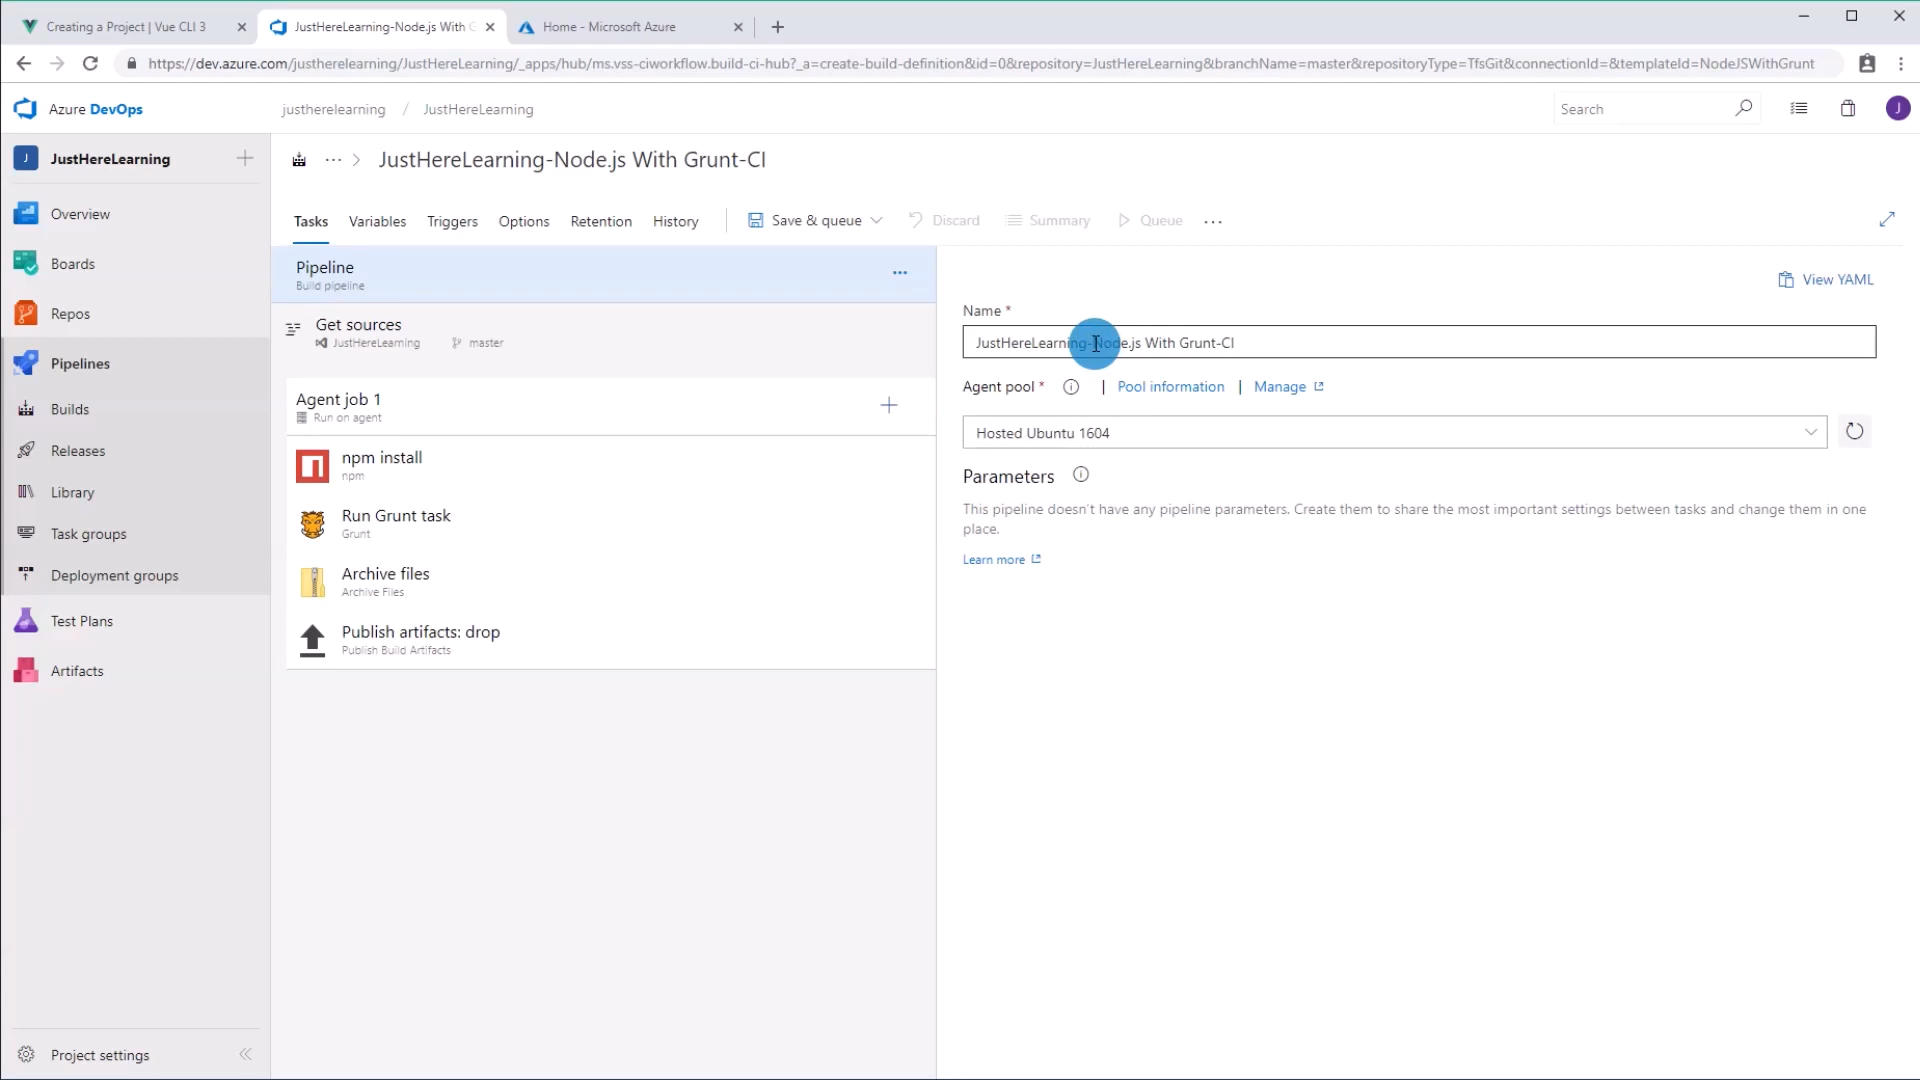 Creating a Project | Vue CLI 3
JustHereLearning-Node.js With G
Home - Microsoft Azure
https://dev.azure.com/justherelearning/JustHereLearning/_apps/hub/ms.vss-ciworkflow.build-ci-hub?_a=create-build-definition&id=0&repository=JustHereLearning&branchName=master&repositoryType=TfsGit&connectionId=&templateId=NodeJSWithGrunt
Azure DevOps
justherelearning / JustHereLearning
Search
J
J JustHereLearning
Overview
Boards
Repos
Pipelines
Builds
Releases
Library
Task groups
Deployment groups
Test Plans
Artifacts
Project settings
... > JustHereLearning-Node.js With Grunt-CI
Tasks Variables Triggers Options Retention History Save & queue Discard Summary Queue ...
Pipeline
Build pipeline
...
Get sources
JustHereLearning master
Agent job 1
Run on agent
npm install
npm
Run Grunt task
Grunt
Archive files
Archive Files
Publish artifacts: drop
Publish Build Artifacts
View YAML
Name *
JustHereLearning-Node.js With Grunt-CI
Agent pool * | Pool information | Manage
Hosted Ubuntu 1604
Parameters
This pipeline doesn't have any pipeline parameters. Create them to share the most important settings between tasks and change them in one
place.
Learn more